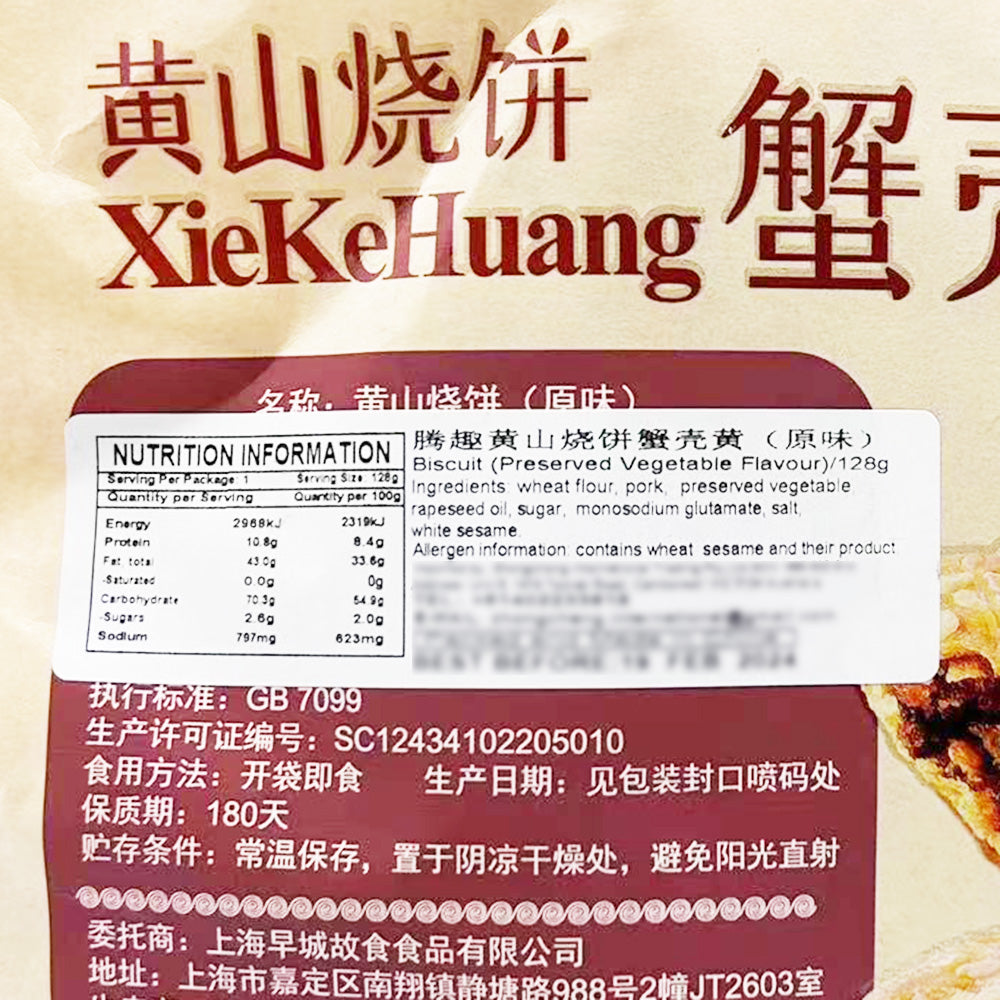 黄山烧饼
XieKeHuang
蟹
名称：黄山烧饼（原味）
NUTRITION INFORMATION
Serving Per Package: 1 Serving Size: 128g
Quantity per Serving Quantity per 100g
Energy 2968kJ 2319kJ
Protein 10.8g 8.4g
Fat, total 43.0g 33.6g
-Saturated 0.0g 0g
Carbohydrate 70.3g 54.9g
-Sugars 2.6g 2.0g
Sodium 797mg 623mg
腾趣黄山烧饼蟹壳黄（原味）
Biscuit (Preserved Vegetable Flavour)/128g
Ingredients: wheat flour, pork, preserved vegetable,
rapeseed oil, sugar, monosodium glutamate, salt,
white sesame.
Allergen information: contains wheat sesame and their product.
BEST BEFORE: 19 FEB 2024
执行标准：GB 7099
生产许可证编号：SC12434102205010
食用方法：开袋即食 生产日期：见包装封口喷码处
保质期：180天
贮存条件：常温保存，置于阴凉干燥处，避免阳光直射
委托商：上海早城故食食品有限公司
地址：上海市嘉定区南翔镇静塘路988号2幢JT2603室